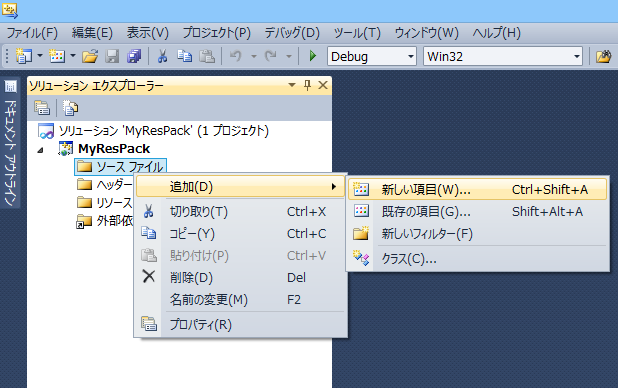 ファイル(F) 編集(E) 表示(V) プロジェクト(P) デバッグ(D) ツール(T) ウィンドウ(W) ヘルプ(H)
Debug Win32
ドキュメント アウトライン
ソリューション エクスプローラー
ソリューション 'MyResPack' (1 プロジェクト)
MyResPack
ソース ファイル
ヘッダー
リソース
外部依
追加(D)
切り取り(T) Ctrl+X
コピー(Y) Ctrl+C
貼り付け(P) Ctrl+V
削除(D) Del
名前の変更(M) F2
プロパティ(R)
新しい項目(W)... Ctrl+Shift+A
既存の項目(G)... Shift+Alt+A
新しいフィルター(F)
クラス(C)...